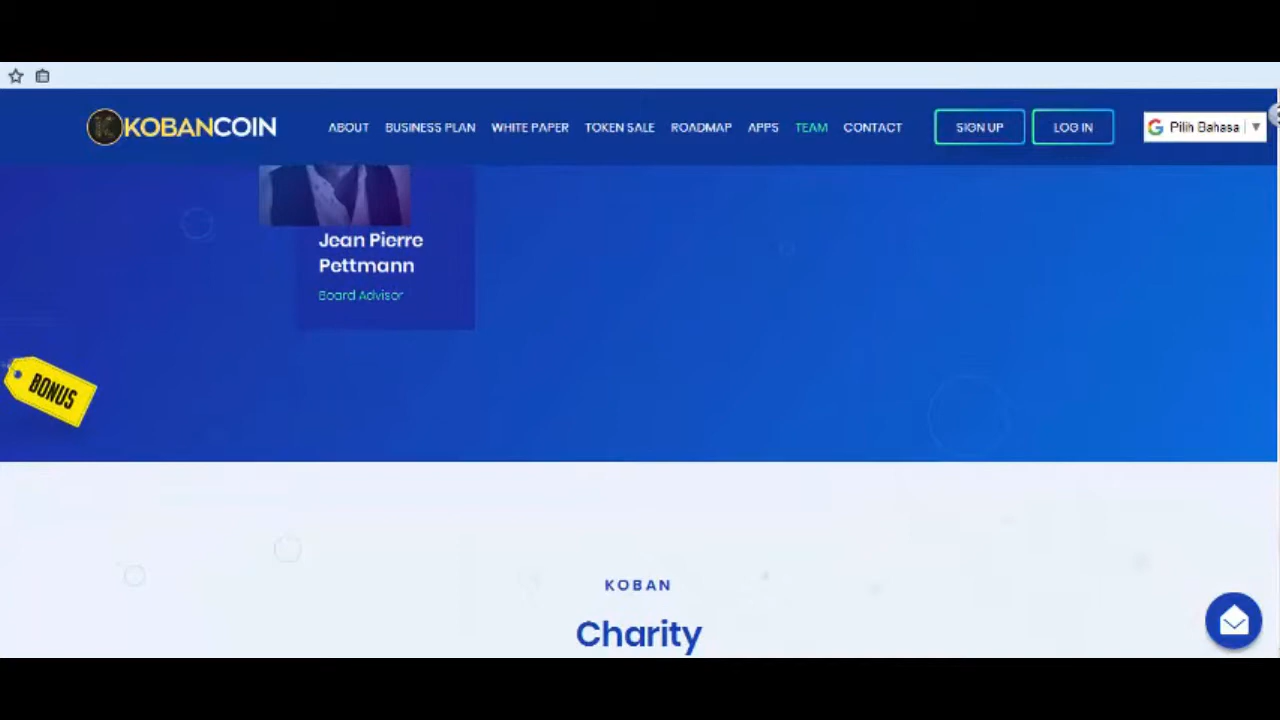 KOBANCOIN
ABOUT BUSINESS PLAN WHITE PAPER TOKEN SALE ROADMAP APPS TEAM CONTACT SIGN UP LOG IN Pilih Bahasa
Jean Pierre
Pettmann
Board Advisor
BONUS
KOBAN
Charity